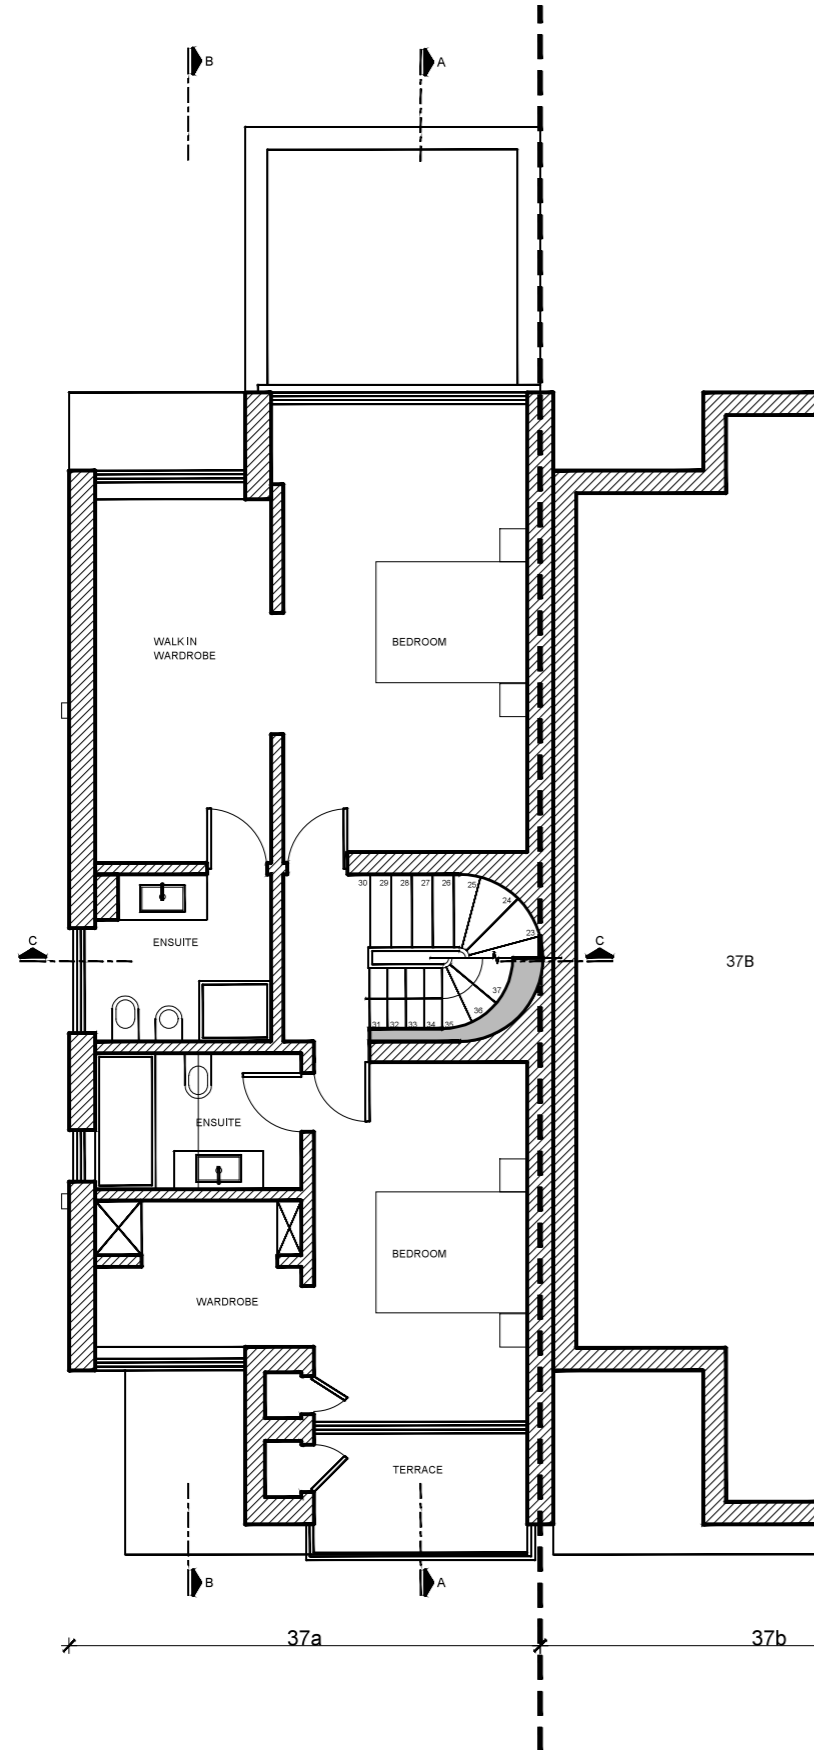 B
A
WALK IN
WARDROBE
BEDROOM
30 29 28 27 26 25
24
23
C
ENSUITE
C
37B
37
36
31 32 33 34 35
ENSUITE
BEDROOM
WARDROBE
TERRACE
B
A
37a
37b